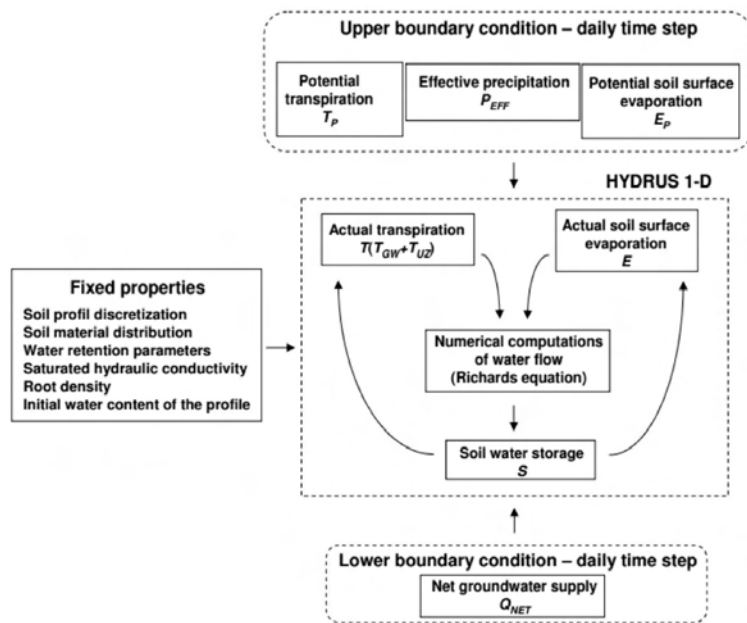 Upper boundary condition – daily time step
Potential
transpiration
T_P
Effective precipitation
P_EFF
Potential soil surface
evaporation
E_P
HYDRUS 1-D
Actual transpiration
T(T_GW+T_UZ)
Actual soil surface
evaporation
E
Fixed properties
Soil profil discretization
Soil material distribution
Water retention parameters
Saturated hydraulic conductivity
Root density
Initial water content of the profile
Numerical computations
of water flow
(Richards equation)
Soil water storage
S
Lower boundary condition – daily time step
Net groundwater supply
Q_NET